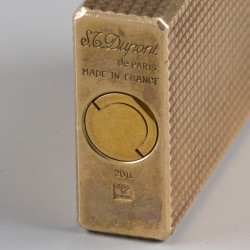 S.T. Dupont
de PARIS
MADE IN FRANCE
20μ